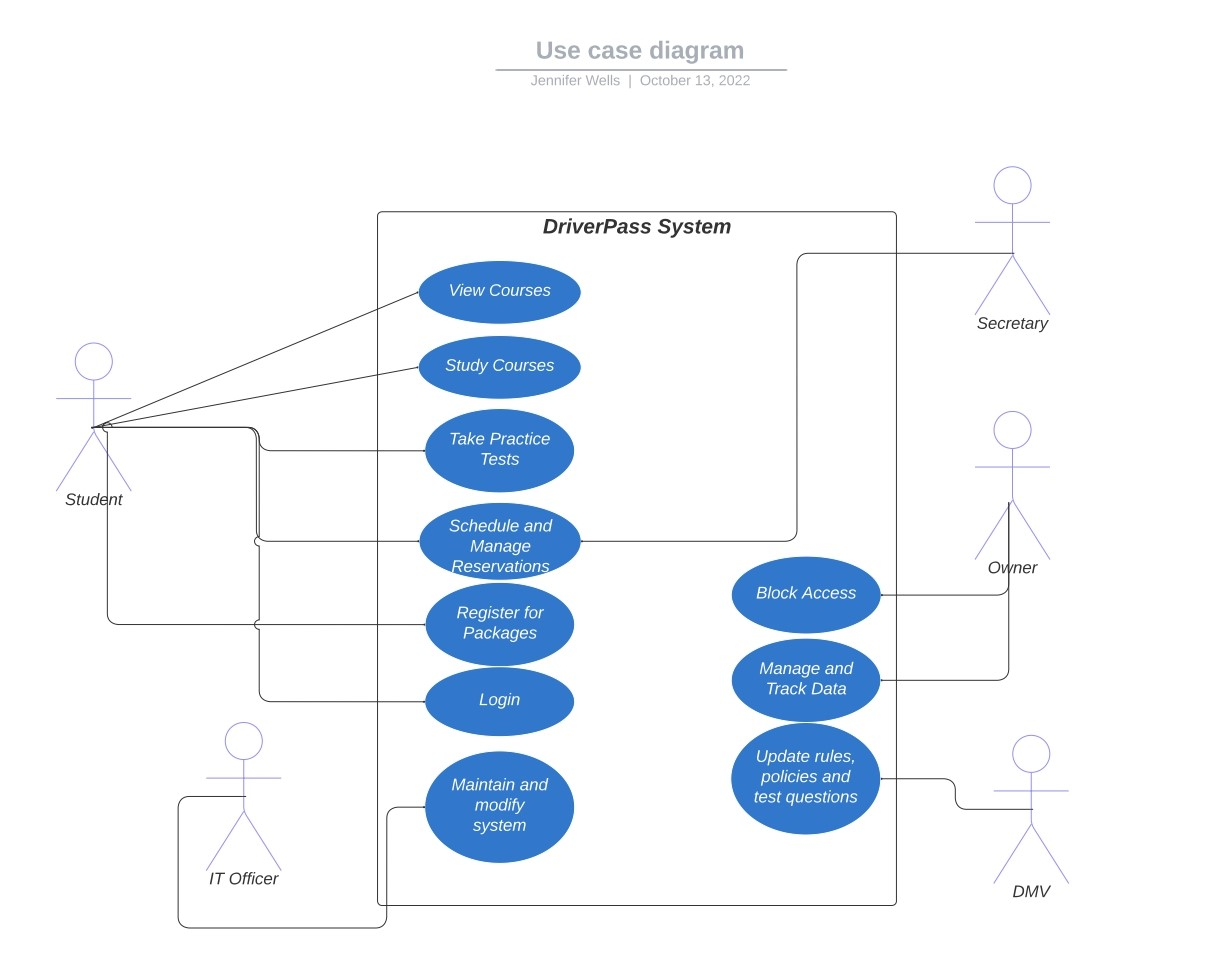 Use case diagram
Jennifer Wells | October 13, 2022
DriverPass System
View Courses
Study Courses
Take Practice
Tests
Schedule and
Manage
Reservations
Register for
Packages
Login
Maintain and
modify
system
Block Access
Manage and
Track Data
Update rules,
policies and
test questions
Student
IT Officer
Secretary
Owner
DMV